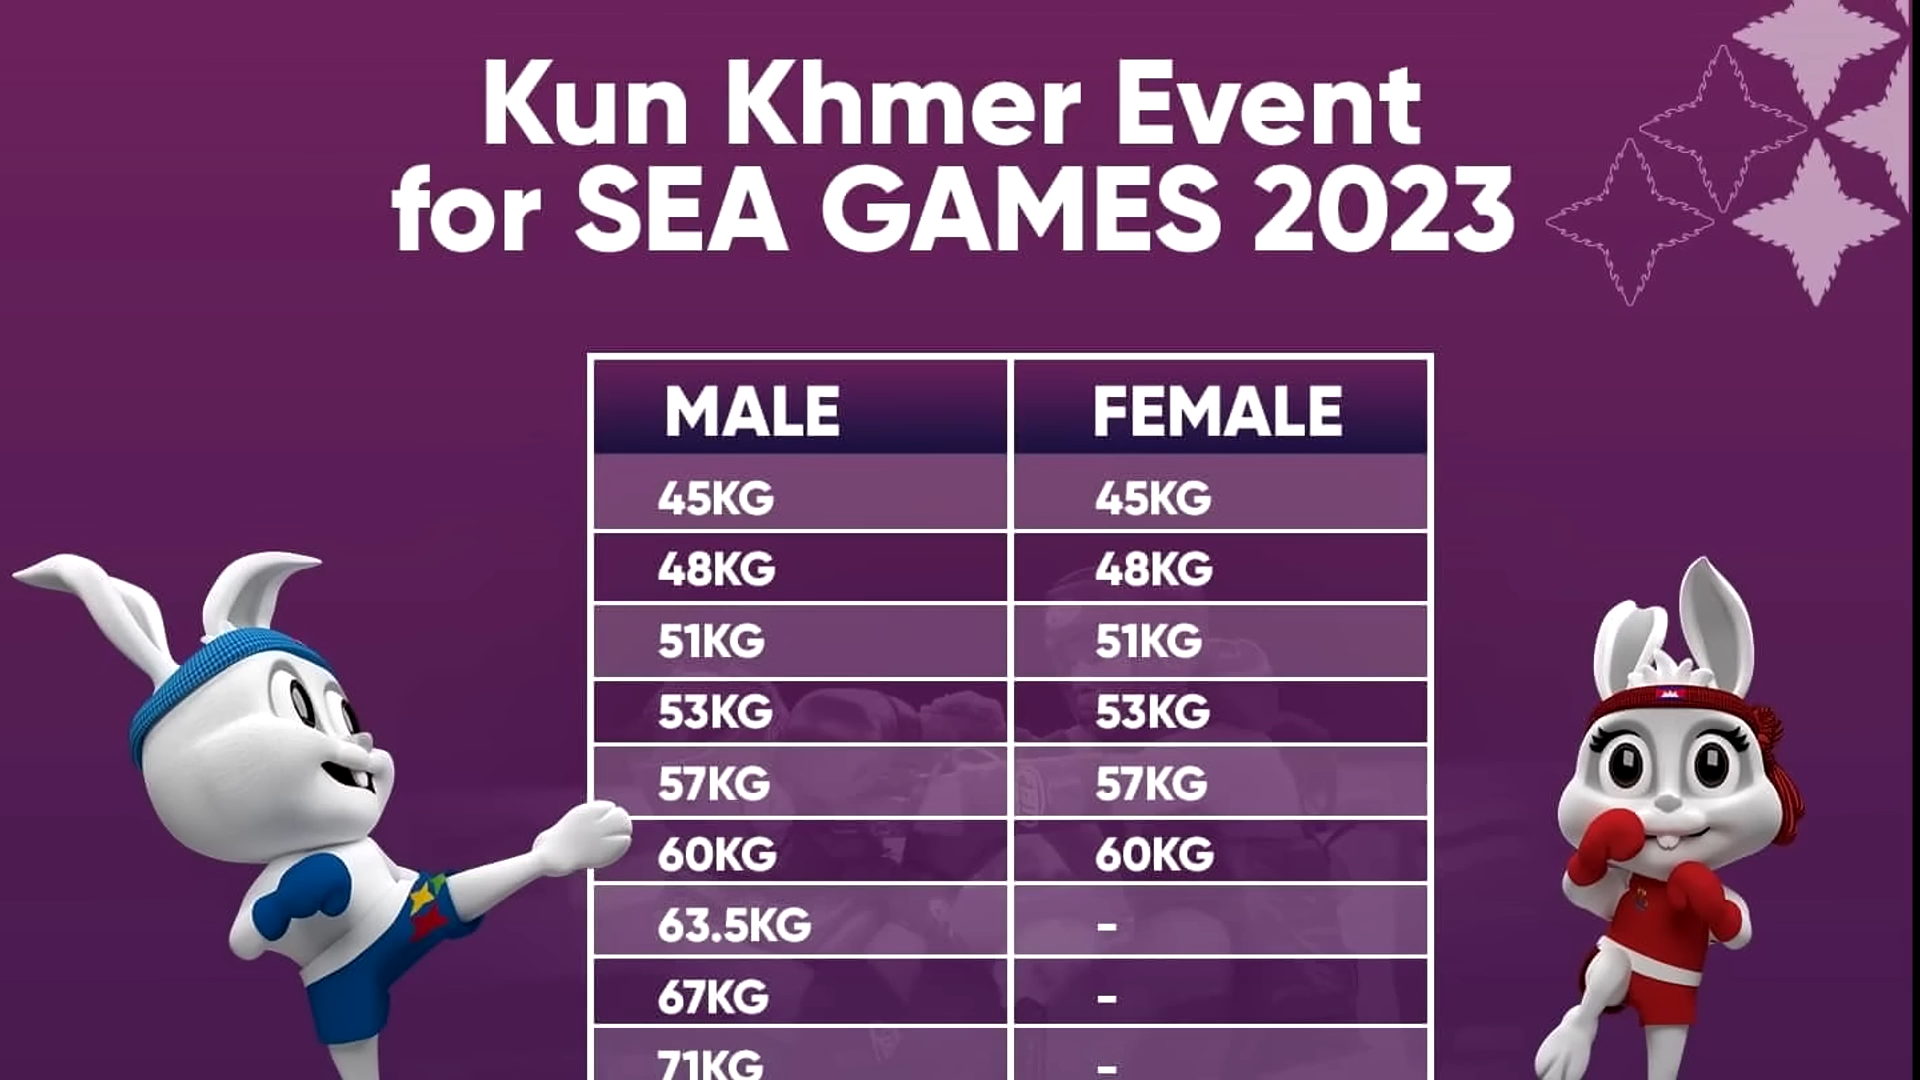 Kun Khmer Event
for SEA GAMES 2023
MALE FEMALE
45KG 45KG
48KG 48KG
51KG 51KG
53KG 53KG
57KG 57KG
60KG 60KG
63.5KG -
67KG -
71KG -